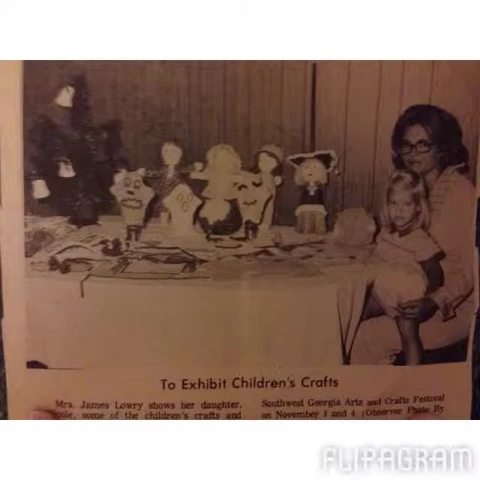 To Exhibit Children's Crafts
Mrs. James Lowry shows her daughter,
some of the children's crafts and
Southwest Georgia Arts and Crafts Festival
on November 3 and 4. (Observer Photo By
FLIPAGRAM